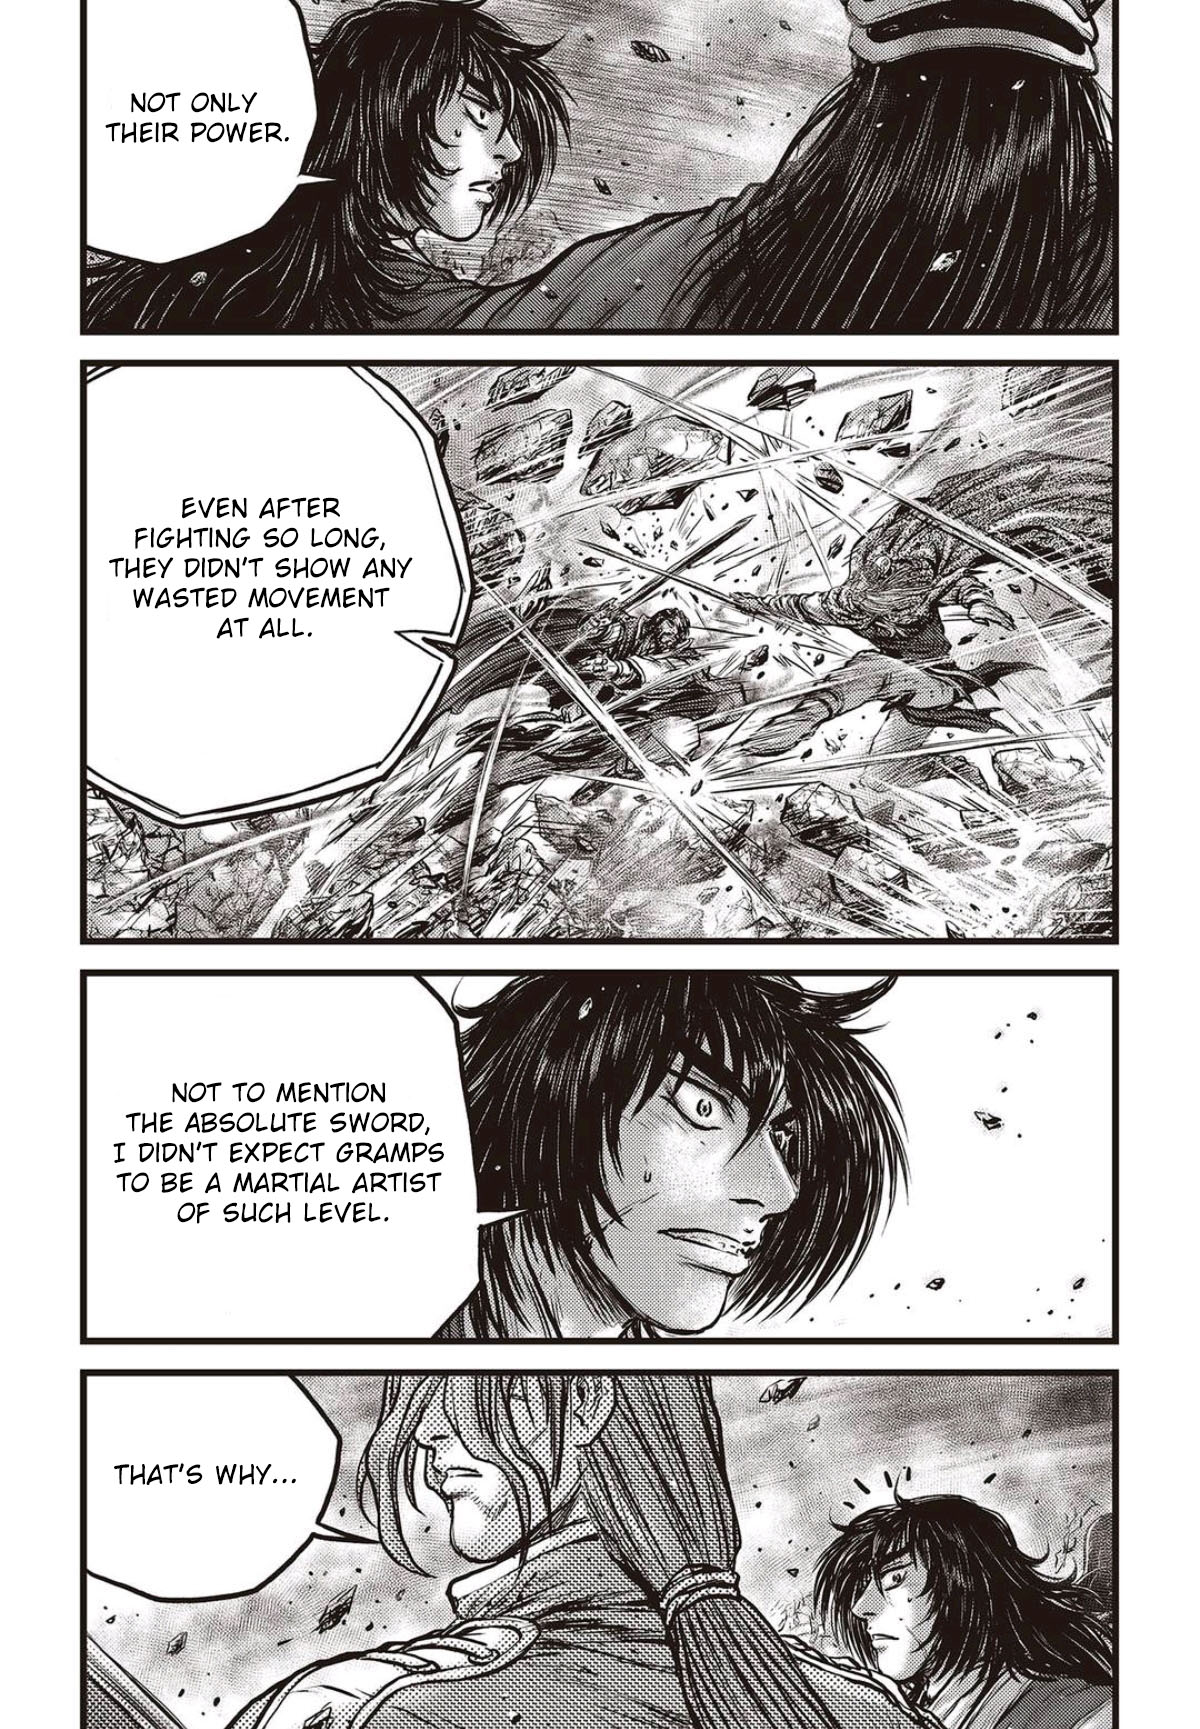 NOT ONLY
THEIR POWER.
EVEN AFTER
FIGHTING SO LONG,
THEY DIDN'T SHOW ANY
WASTED MOVEMENT
AT ALL.
NOT TO MENTION
THE ABSOLUTE SWORD,
I DIDN'T EXPECT GRAMPS
TO BE A MARTIAL ARTIST
OF SUCH LEVEL.
THAT'S WHY...